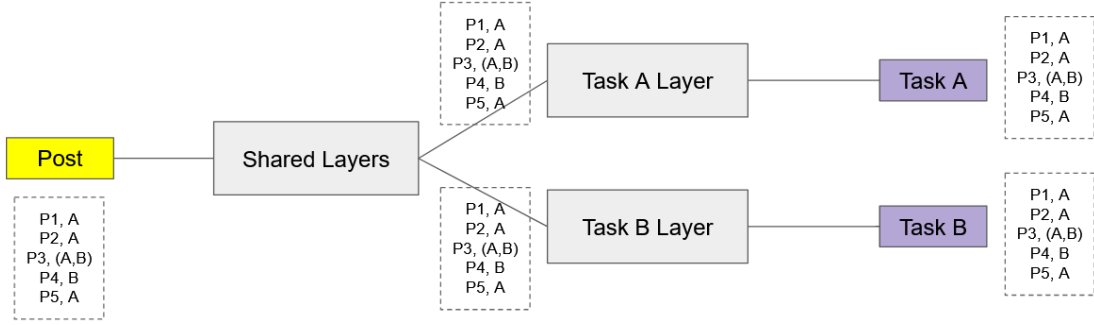 Post
P1, A
P2, A
P3, (A,B)
P4, B
P5, A
Shared Layers
P1, A
P2, A
P3, (A,B)
P4, B
P5, A
Task A Layer
Task A
P1, A
P2, A
P3, (A,B)
P4, B
P5, A
P1, A
P2, A
P3, (A,B)
P4, B
P5, A
Task B Layer
Task B
P1, A
P2, A
P3, (A,B)
P4, B
P5, A